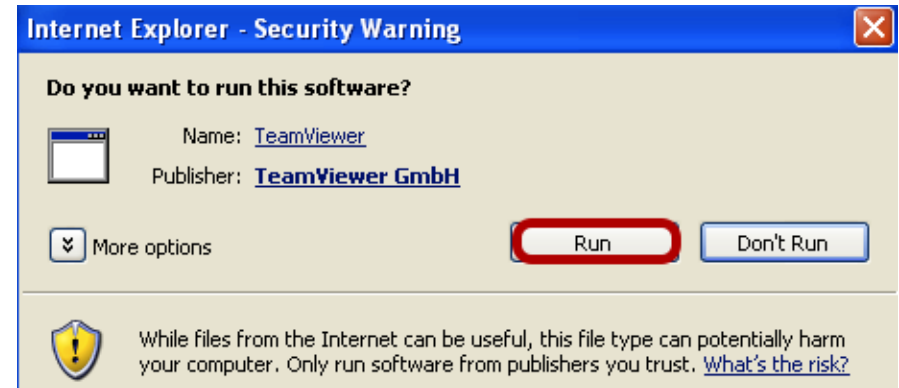 Internet Explorer - Security Warning
Do you want to run this software?
Name: TeamViewer
Publisher: TeamViewer GmbH
More options
Run
Don't Run
While files from the Internet can be useful, this file type can potentially harm
your computer. Only run software from publishers you trust. What's the risk?